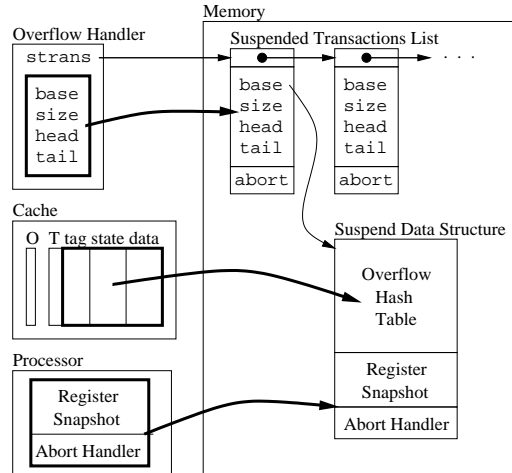 Memory
Overflow Handler
strans
base
size
head
tail
Suspended Transactions List
. . .
base
size
head
tail
abort
base
size
head
tail
abort
Cache
O T tag state data
Suspend Data Structure
Overflow
Hash
Table
Register
Snapshot
Abort Handler
Processor
Register
Snapshot
Abort Handler